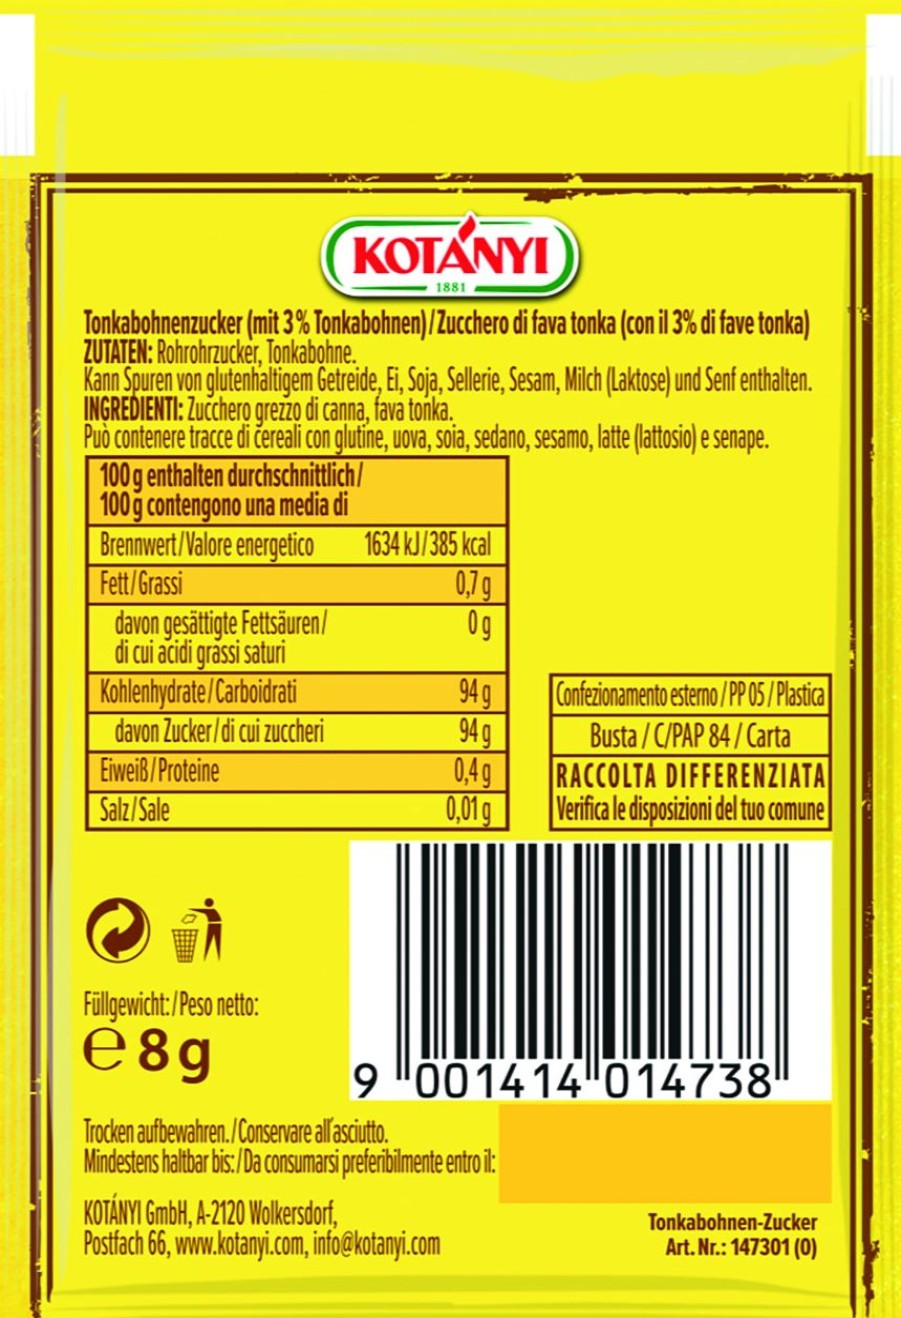 KOTÁNYI
1881
Tonkabohnenzucker (mit 3% Tonkabohnen)/Zucchero di fava tonka (con il 3% di fave tonka)
ZUTATEN: Rohrohrzucker, Tonkabohne.
Kann Spuren von glutenhaltigem Getreide, Ei, Soja, Sellerie, Sesam, Milch (Laktose) und Senf enthalten.
INGREDIENTI: Zucchero grezzo di canna, fava tonka.
Può contenere tracce di cereali con glutine, uova, soia, sedano, sesamo, latte (lattosio) e senape.
100 g enthalten durchschnittlich/
100 g contengono una media di
Brennwert/Valore energetico 1634 kJ/385 kcal
Fett/Grassi 0,7 g
davon gesättigte Fettsäuren/ 0 g
di cui acidi grassi saturi
Kohlenhydrate/Carboidrati 94 g
davon Zucker/di cui zuccheri 94 g
Eiweiß/Proteine 0,4 g
Salz/Sale 0,01 g
Confezionamento esterno / PP 05 / Plastica
Busta / C/PAP 84 / Carta
RACCOLTA DIFFERENZIATA
Verifica le disposizioni del tuo comune
Füllgewicht:/Peso netto:
℮ 8 g
9 001414 014738
Trocken aufbewahren./Conservare all'asciutto.
Mindestens haltbar bis:/Da consumarsi preferibilmente entro il:
KOTÁNYI GmbH, A-2120 Wolkersdorf,
Postfach 66, www.kotanyi.com, info@kotanyi.com
Tonkabohnen-Zucker
Art. Nr.: 147301 (0)